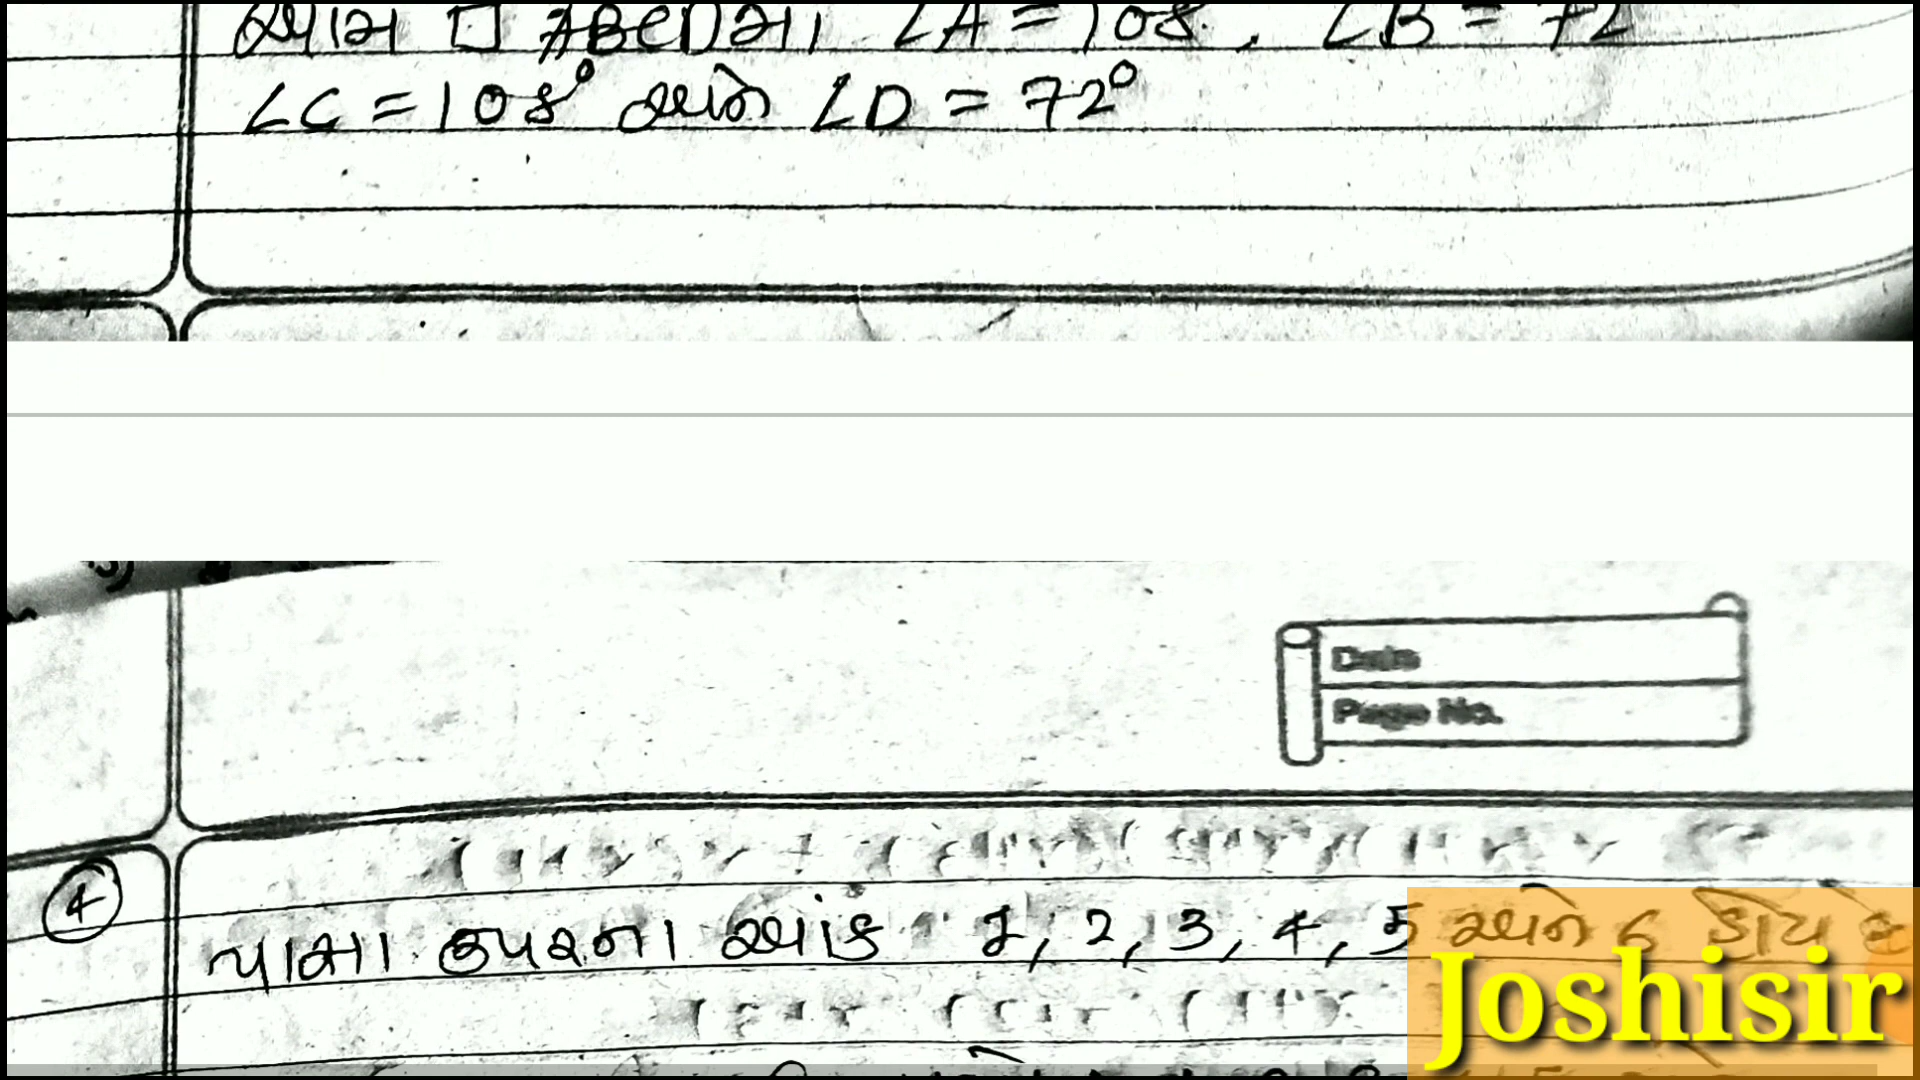 આમ □ ABCDમાં ∠A = 108°, ∠B = 72
∠C = 108° અને ∠D = 72°
Date
Page No.
4
પાસા ઉપરના અંક 1, 2, 3, 4, 5 અને 6 હોય છે
Joshisir